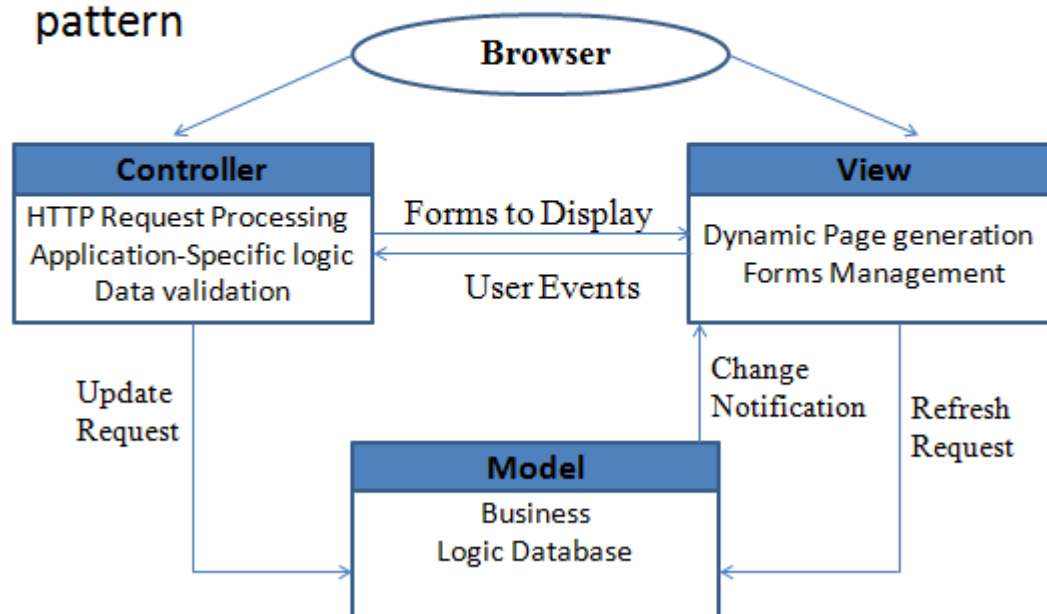 pattern
Browser
Controller
HTTP Request Processing
Application-Specific logic
Data validation
Forms to Display
User Events
View
Dynamic Page generation
Forms Management
Update
Request
Change
Notification
Refresh
Request
Model
Business
Logic Database